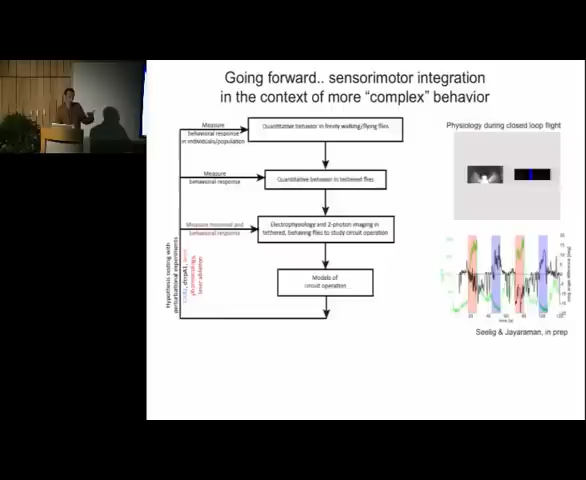 Going forward.. sensorimotor integration
in the context of more “complex” behavior
Measure
behavioral response
in individuals/population
Quantitative behavior in freely walking/flying flies
Measure
behavioral response
Quantitative behavior in tethered flies
Measure neuronal and
behavioral response
Electrophysiology and 2-photon imaging in
tethered, behaving flies to study circuit operation
Models of
circuit operation
Hypothesis testing with
perturbational experiments
pharmacology,
laser ablation
Physiology during closed loop flight
Seelig & Jayaraman, in prep